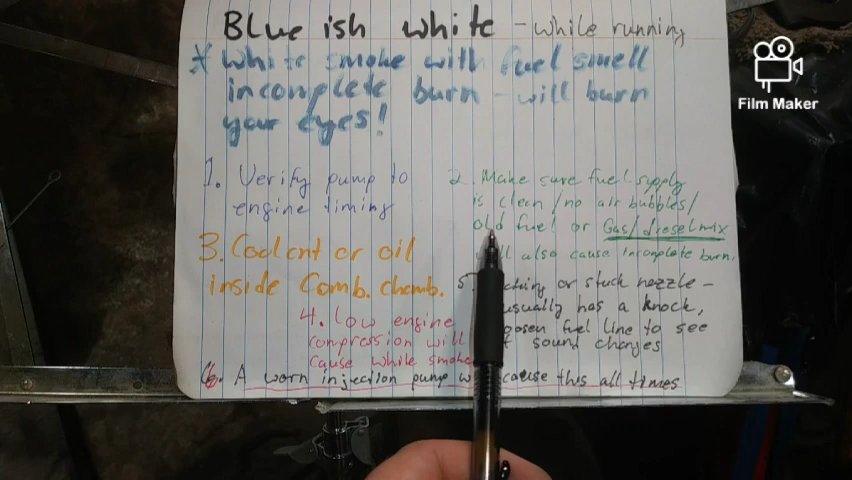 BLue ish white - while running
* White smoke with fuel smell
incomplete burn - will burn
your eyes!
1. Verify pump to
engine timing
2. Make sure fuel supply
is clean/no air bubbles/
old fuel or Gas/diesel mix
also cause incomplete burn.
3. Coolent or oil
inside Comb. chamb.
4. low engine
compression will
cause while smoke
5. or stuck nozzle -
usually has a knock,
loosen fuel line to see
sound changes
6. A worn injection pump cause this all times
Film Maker